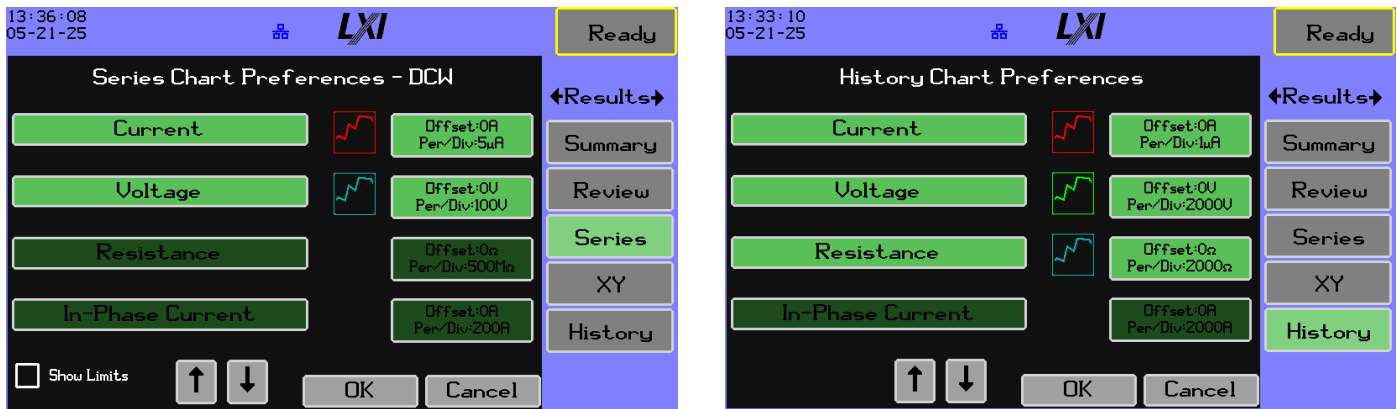 13:36:08
05-21-25
LXI
Ready
Series Chart Preferences - DCW
←Results→
Current
Offset:0A
Per/Div:5µA
Summary
Voltage
Offset:0V
Per/Div:100V
Review
Resistance
Offset:0Ω
Per/Div:500MΩ
Series
XY
In-Phase Current
Offset:0A
Per/Div:200A
History
Show Limits
↑
↓
OK
Cancel
13:33:10
05-21-25
LXI
Ready
History Chart Preferences
←Results→
Current
Offset:0A
Per/Div:1µA
Summary
Voltage
Offset:0V
Per/Div:2000V
Review
Resistance
Offset:0Ω
Per/Div:2000Ω
Series
XY
In-Phase Current
Offset:0A
Per/Div:2000A
History
↑
↓
OK
Cancel